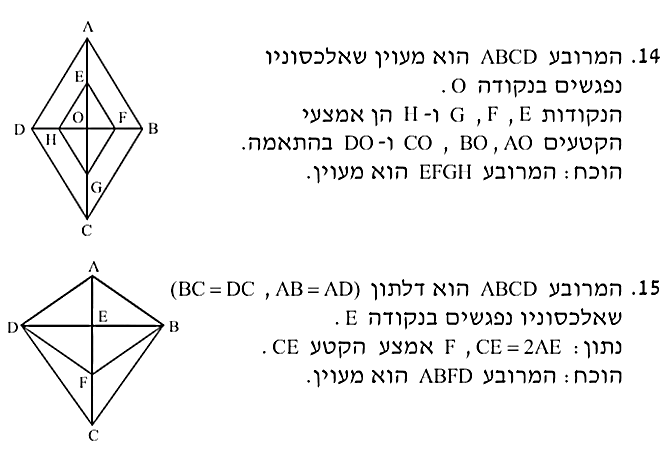 14. המרובע ABCD הוא מעוין שאלכסוניו
נפגשים בנקודה O .
הנקודות E , F , G ו- H הן אמצעי
הקטעים AO , BO , CO ו- DO בהתאמה.
הוכח: המרובע EFGH הוא מעוין.
A
E
O
D
F
B
H
G
C
15. המרובע ABCD הוא דלתון (BC = DC , AB = AD)
שאלכסוניו נפגשים בנקודה E .
נתון: CE = 2AE , F אמצע הקטע CE .
הוכח: המרובע ABFD הוא מעוין.
A
D
E
B
F
C